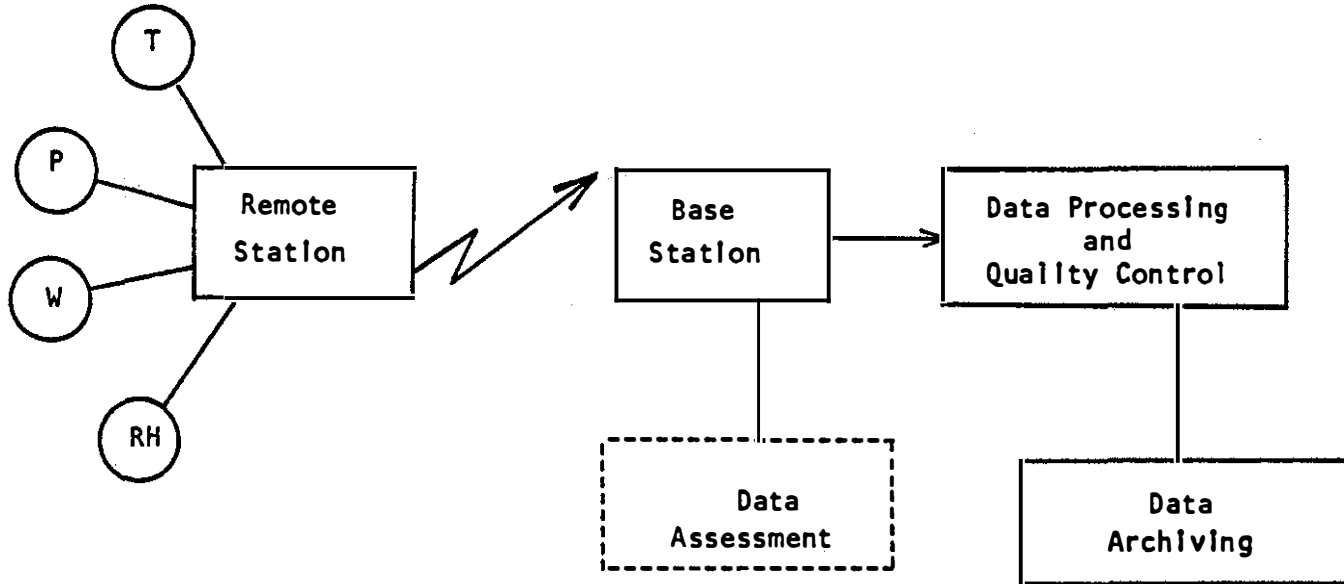 T
P
W
RH
Remote
Station
Base
Station
Data Processing
and
Quality Control
Data
Assessment
Data
Archiving